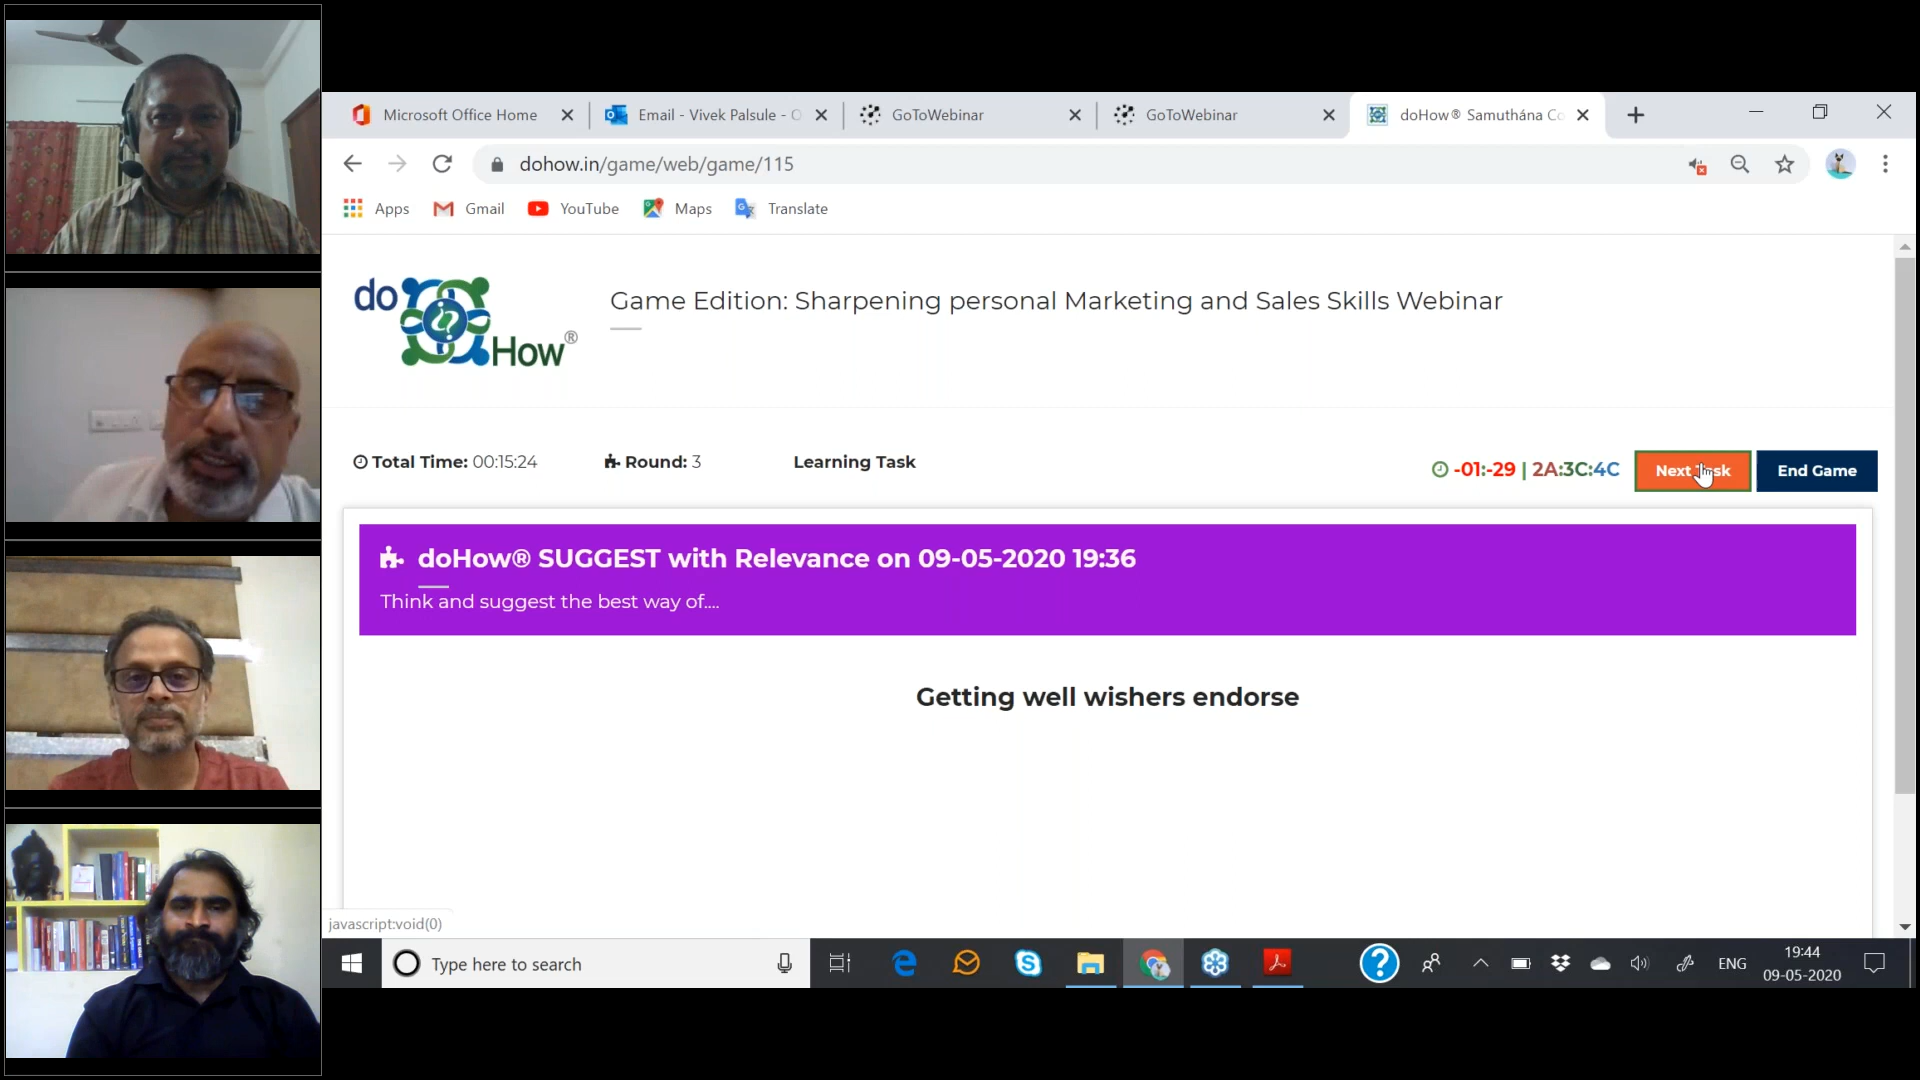 Microsoft Office Home
Email - Vivek Palsule - O
GoToWebinar
GoToWebinar
doHow® Samuthána Co
dohow.in/game/web/game/115
Apps
Gmail
YouTube
Maps
Translate
do
How®
Game Edition: Sharpening personal Marketing and Sales Skills Webinar
Total Time: 00:15:24
Round: 3
Learning Task
-01:-29 | 2A:3C:4C
Next Task
End Game
doHow® SUGGEST with Relevance on 09-05-2020 19:36
Think and suggest the best way of....
Getting well wishers endorse
javascript:void(0)
Type here to search
ENG
19:44
09-05-2020